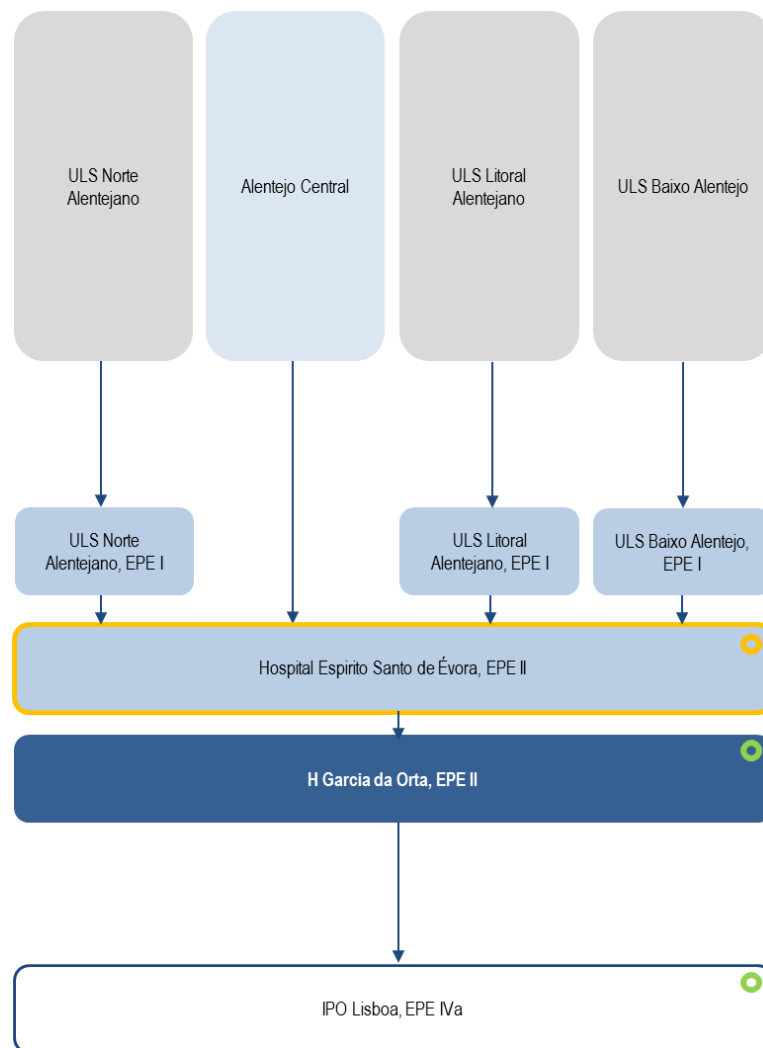 ULS Norte
Alentejano
Alentejo Central
ULS Litoral
Alentejano
ULS Baixo Alentejo
ULS Norte
Alentejano, EPE I
ULS Litoral
Alentejano, EPE I
ULS Baixo Alentejo,
EPE I
Hospital Espirito Santo de Évora, EPE II
H Garcia da Orta, EPE II
IPO Lisboa, EPE IVa